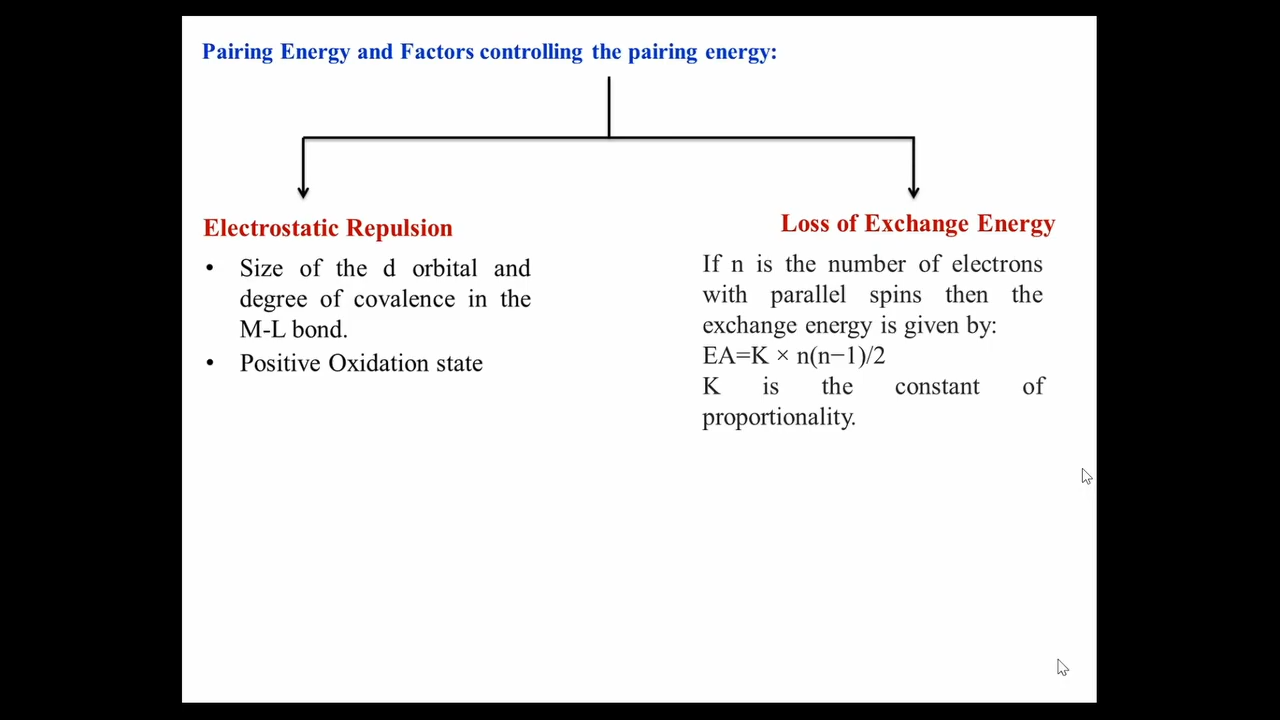 Pairing Energy and Factors controlling the pairing energy:
Electrostatic Repulsion
• Size of the d orbital and
degree of covalence in the
M-L bond.
• Positive Oxidation state
Loss of Exchange Energy
If n is the number of electrons
with parallel spins then the
exchange energy is given by:
EA=K × n(n−1)/2
K is the constant of
proportionality.